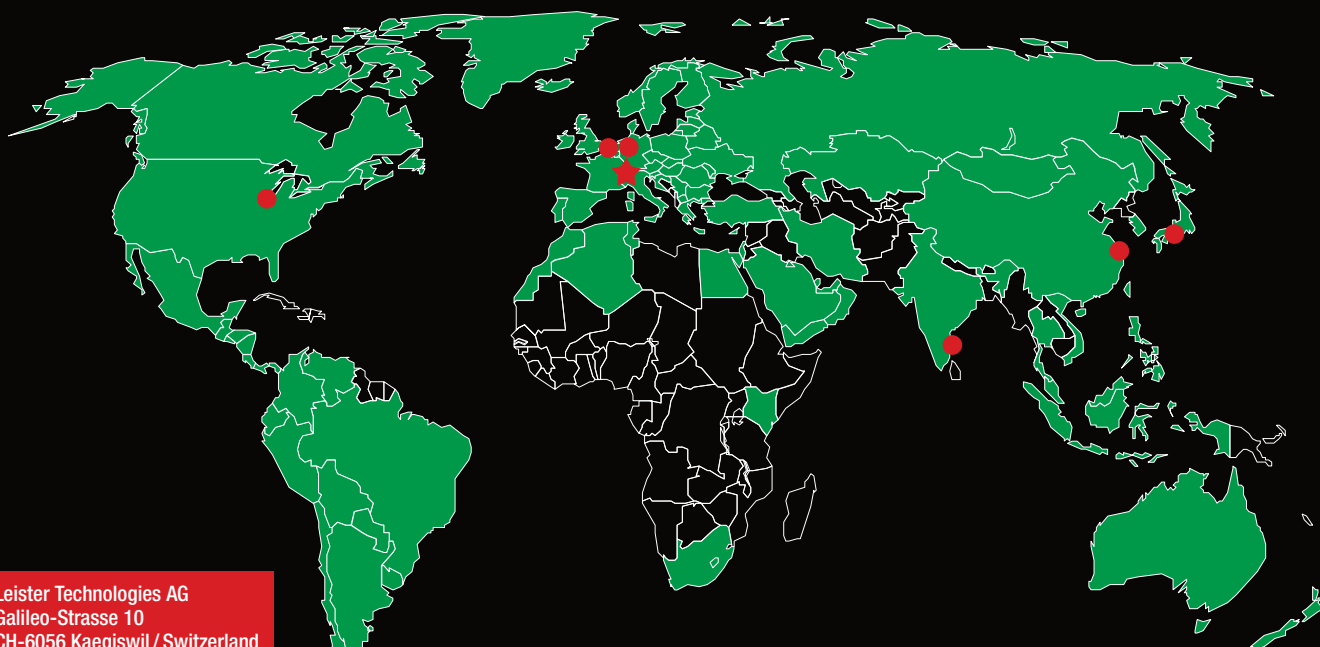 Leister Technologies AG
Galileo-Strasse 10
CH-6056 Kaegiswil / Switzerland